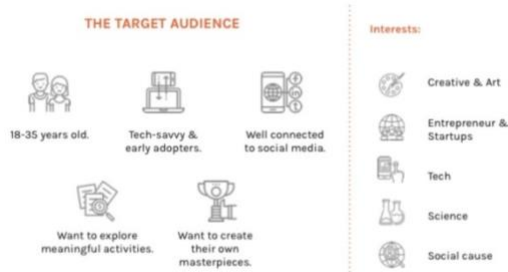 THE TARGET AUDIENCE
18-35 years old.
Tech-savvy &
early adopters.
Well connected
to social media.
Want to explore
meaningful activities.
Want to create
their own
masterpieces.
Interests:
Creative & Art
Entrepreneur &
Startups
Tech
Science
Social cause